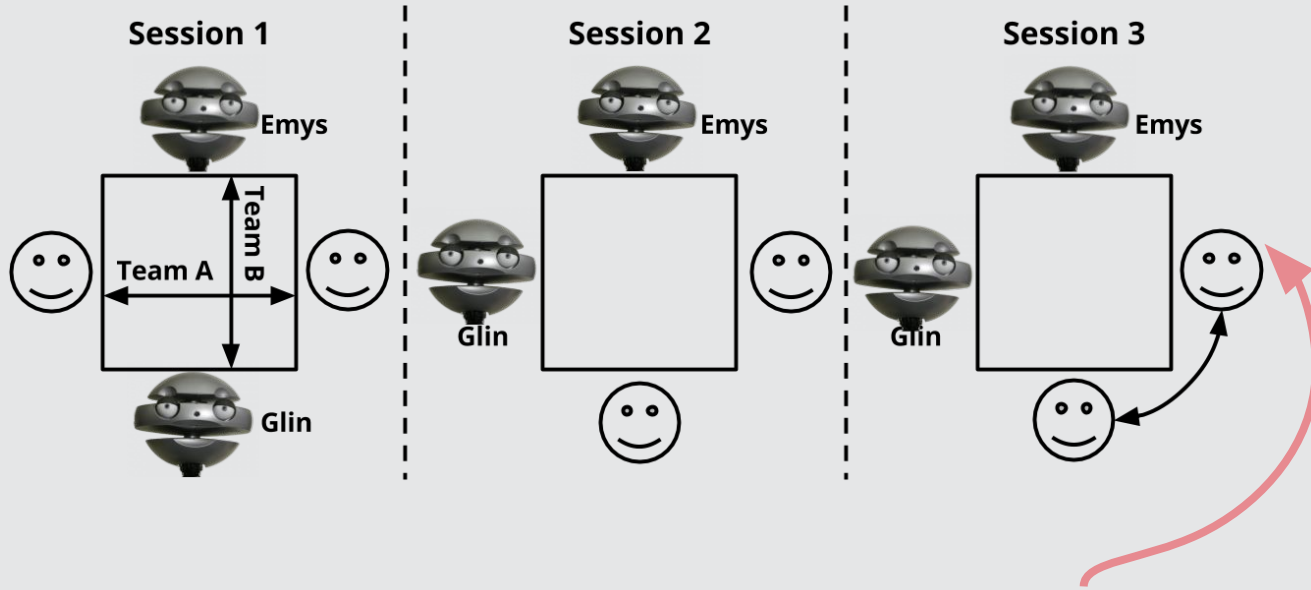 Session 1
Emys
Team A
Team B
Glin
Session 2
Emys
Glin
Session 3
Emys
Glin